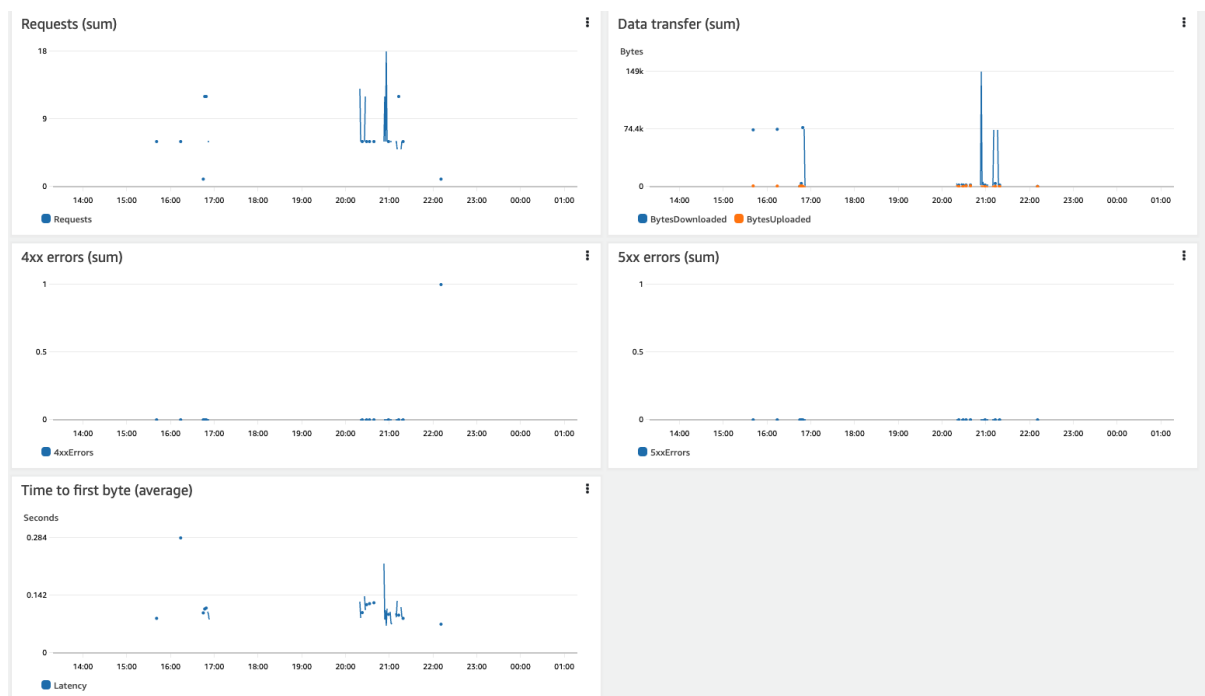 Requests (sum)
18
9
0
14:00 15:00 16:00 17:00 18:00 19:00 20:00 21:00 22:00 23:00 00:00 01:00
Requests
Data transfer (sum)
Bytes
149k
74.4k
0
14:00 15:00 16:00 17:00 18:00 19:00 20:00 21:00 22:00 23:00 00:00 01:00
BytesDownloaded BytesUploaded
4xx errors (sum)
1
0.5
0
14:00 15:00 16:00 17:00 18:00 19:00 20:00 21:00 22:00 23:00 00:00 01:00
4xxErrors
5xx errors (sum)
1
0.5
0
14:00 15:00 16:00 17:00 18:00 19:00 20:00 21:00 22:00 23:00 00:00 01:00
5xxErrors
Time to first byte (average)
Seconds
0.284
0.142
0
14:00 15:00 16:00 17:00 18:00 19:00 20:00 21:00 22:00 23:00 00:00 01:00
Latency